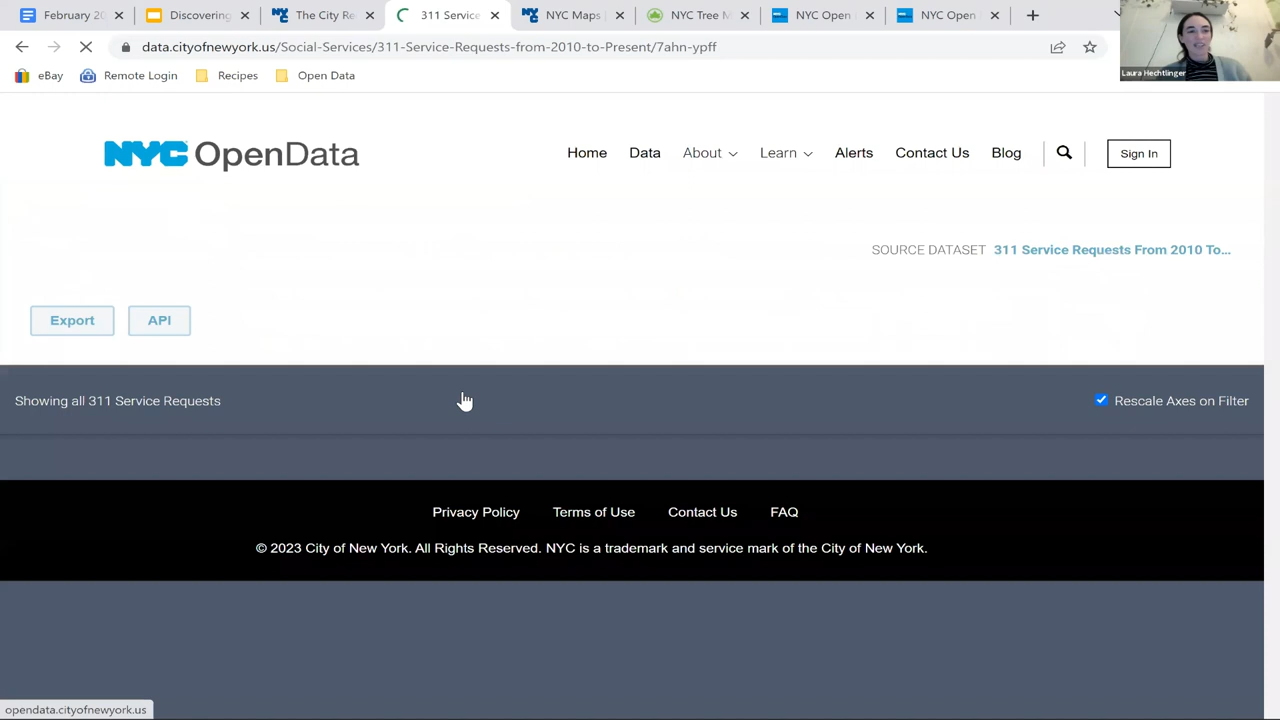 February 20
Discovering
The City Re
311 Service
NYC Maps
NYC Tree M
NYC Open
NYC Open
data.cityofnewyork.us/Social-Services/311-Service-Requests-from-2010-to-Present/7ahn-ypff
Laura Hechtlinger
eBay
Remote Login
Recipes
Open Data
NYC OpenData
Home
Data
About
Learn
Alerts
Contact Us
Blog
Sign In
SOURCE DATASET 311 Service Requests From 2010 To...
Export
API
Showing all 311 Service Requests
Rescale Axes on Filter
Privacy Policy
Terms of Use
Contact Us
FAQ
© 2023 City of New York. All Rights Reserved. NYC is a trademark and service mark of the City of New York.
opendata.cityofnewyork.us